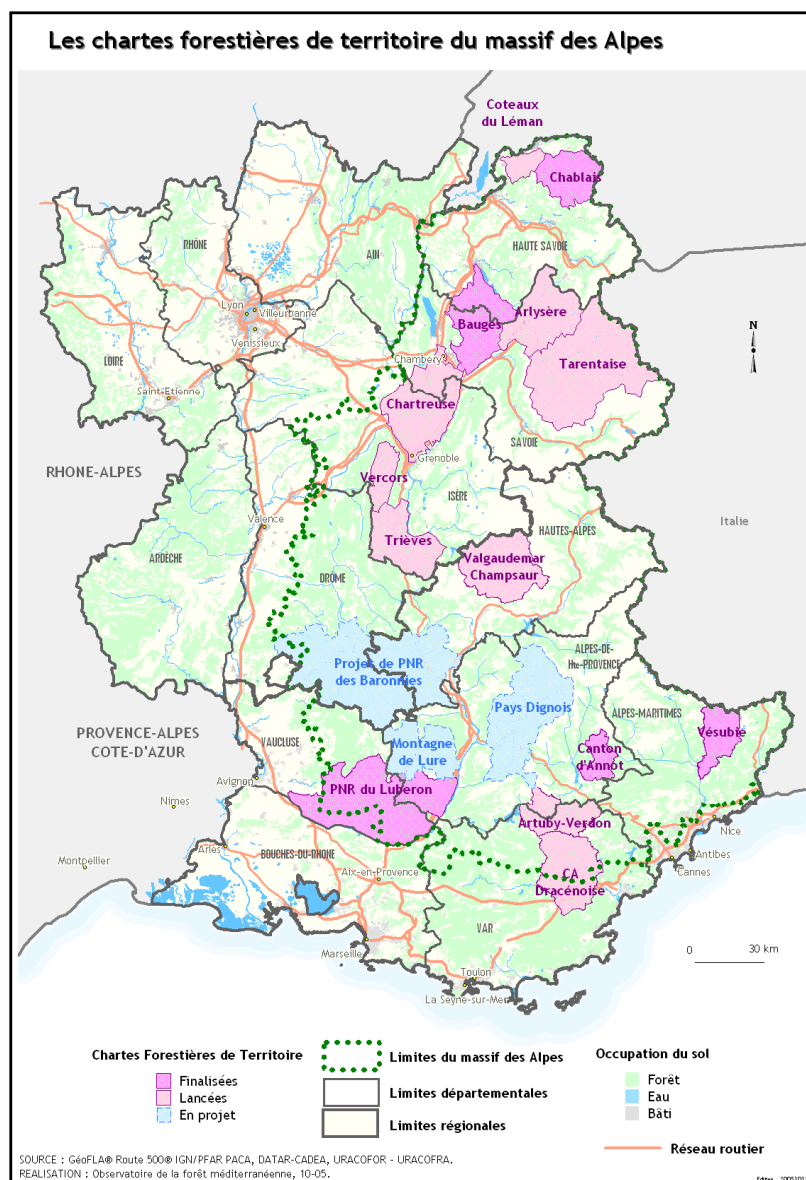 Les chartes forestières de territoire du massif des Alpes
Coteaux
du Léman
Chablais
RHÔNE
AIN
HAUTE SAVOIE
Lyon
Villeurbanne
Venissieux
Bauges
Arlysère
LOIRE
Chambery
Tarentaise
N
Saint-Etienne
Chartreuse
SAVOIE
Grenoble
RHONE-ALPES
Vercors
ISÈRE
Valence
HAUTES-ALPES
Italie
Trièves
Valgaudemar
Champsaur
ARDÈCHE
DRÔME
ALPES-DE-
Hte-PROVENCE
Projet de PNR
des Baronnies
Pays Dignois
ALPES-MARITIMES
PROVENCE-ALPES
COTE-D'AZUR
VAUCLUSE
Montagne
de Lure
Canton
d'Annot
Vésubie
Avignon
PNR du Luberon
Nimes
Artuby-Verdon
Nice
Arles
BOUCHES-DU-RHONE
Antibes
Montpellier
Aix-en-Provence
CA
Dracénoise
Cannes
VAR
Marseille
0 30 km
Toulon
La Seyne-sur-Mer
Chartes Forestières de Territoire
Finalisées
Lancées
En projet
Limites du massif des Alpes
Limites départementales
Limites régionales
Occupation du sol
Forêt
Eau
Bâti
Réseau routier
SOURCE : GéoFLA® Route 500® IGN/PFAR PACA, DATAR-CADEA, URACOFOR - URACOFRA.
REALISATION : Observatoire de la forêt méditerranéenne, 10-05.